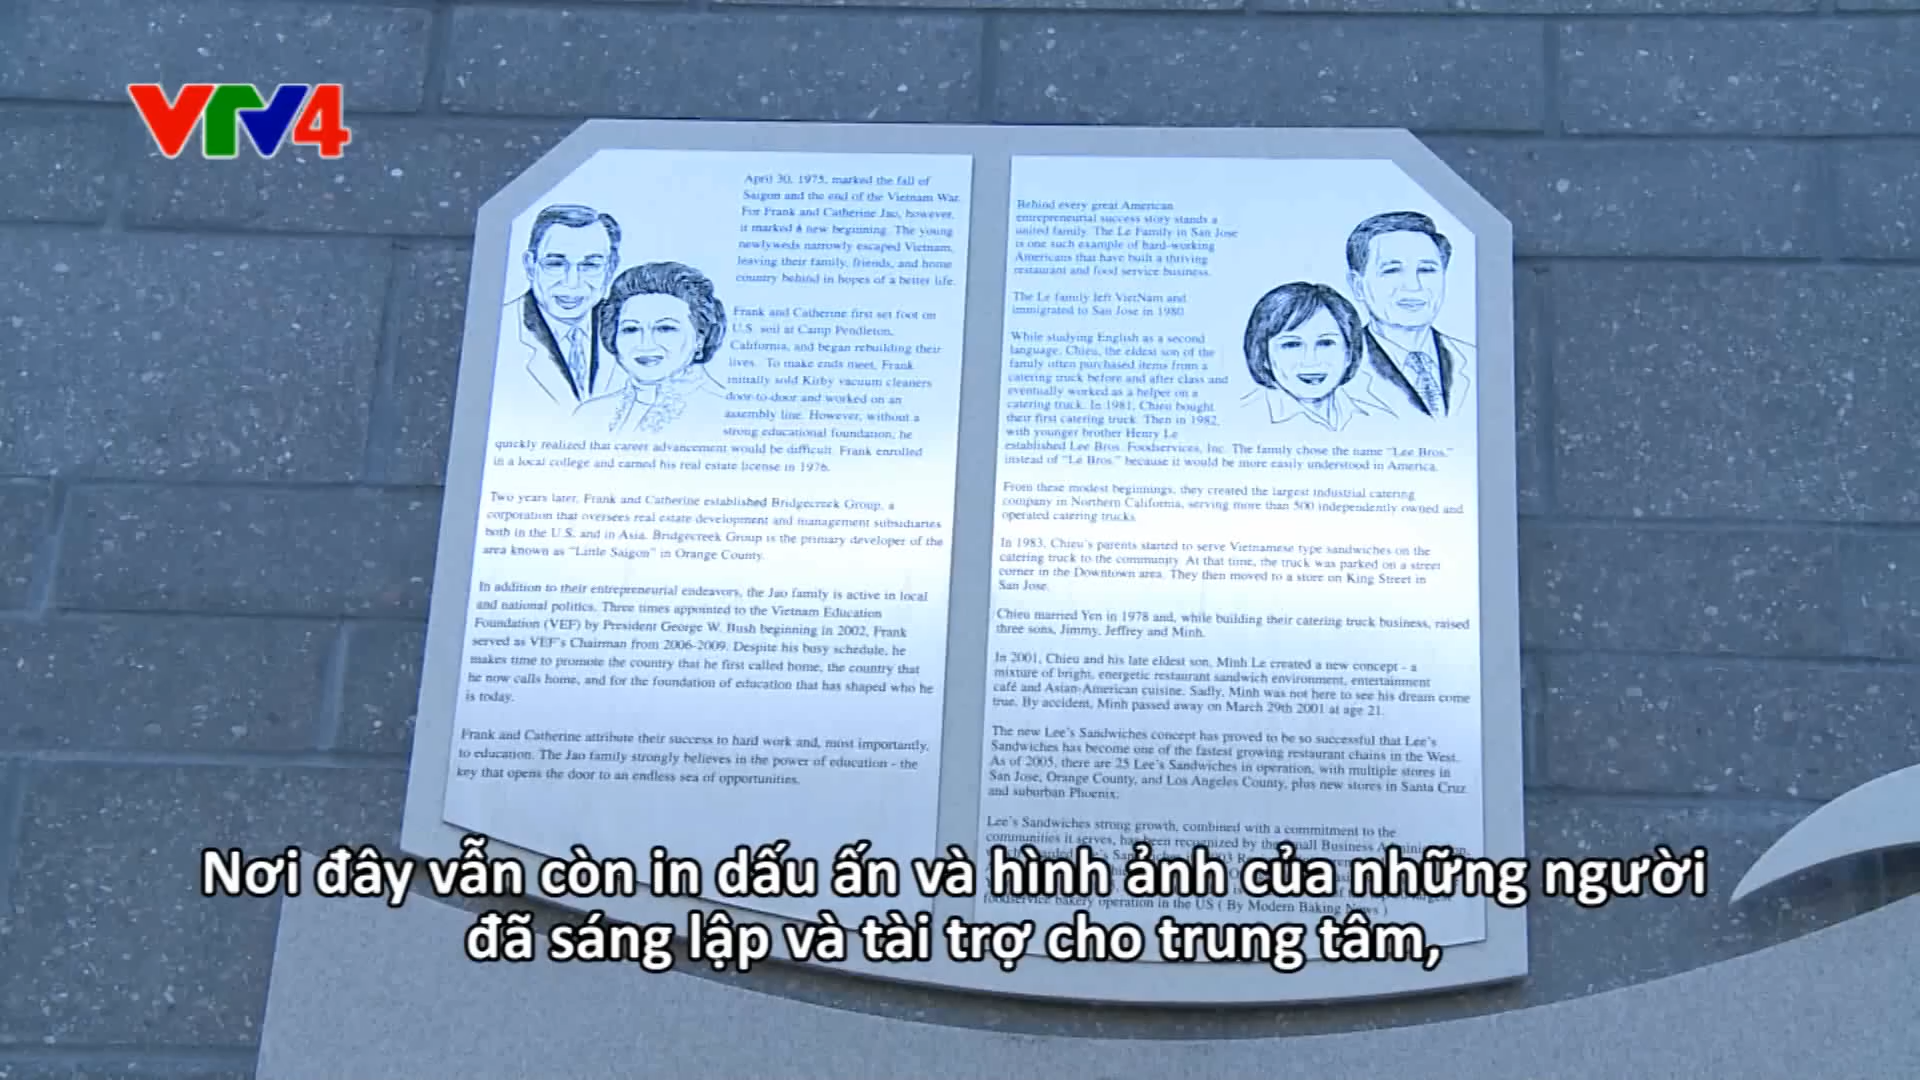 VTV4
April 30, 1975, marked the fall of
Saigon and the end of the Vietnam War.
For Frank and Catherine Jao, however,
it marked a new beginning. The young
newlyweds narrowly escaped Vietnam,
leaving their family, friends, and home
country behind in hopes of a better life.
Frank and Catherine first set foot on
U.S. soil at Camp Pendleton,
California, and began rebuilding their
lives. To make ends meet, Frank
initially sold Kirby vacuum cleaners
door-to-door and worked on an
assembly line. However, without a
strong educational foundation, he
quickly realized that career advancement would be difficult. Frank enrolled
in a local college and earned his real estate license in 1976.
Two years later, Frank and Catherine established Bridgecreek Group, a
corporation that oversees real estate development and management subsidiaries
both in the U.S. and in Asia. Bridgecreek Group is the primary developer of the
area known as "Little Saigon" in Orange County.
In addition to their entrepreneurial endeavors, the Jao family is active in local
and national politics. Three times appointed to the Vietnam Education
Foundation (VEF) by President George W. Bush beginning in 2002, Frank
served as VEF's Chairman from 2006-2009. Despite his busy schedule, he
makes time to promote the country that he first called home, the country that
he now calls home, and for the foundation of education that has shaped who he
is today.
Frank and Catherine attribute their success to hard work and, most importantly,
to education. The Jao family strongly believes in the power of education - the
key that opens the door to an endless sea of opportunities.
Behind every great American
entrepreneurial success story stands a
united family. The Le Family in San Jose
is one such example of hard-working
Americans that have built a thriving
restaurant and food service business.
The Le family left VietNam and
immigrated to San Jose in 1980.
While studying English as a second
language, Chieu, the eldest son of the
family often purchased items from a
catering truck before and after class and
eventually worked as a helper on a
catering truck. In 1981, Chieu bought
their first catering truck. Then in 1982,
with younger brother Henry Le
established Lee Bros. Foodservices, Inc. The family chose the name "Lee Bros."
instead of "Le Bros." because it would be more easily understood in America.
From these modest beginnings, they created the largest industrial catering
company in Northern California, serving more than 500 independently owned and
operated catering trucks.
In 1983, Chieu's parents started to serve Vietnamese type sandwiches on the
catering truck to the community. At that time, the truck was parked on a street
corner in the Downtown area. They then moved to a store on King Street in
San Jose.
Chieu married Yen in 1978 and, while building their catering truck business, raised
three sons, Jimmy, Jeffrey and Minh.
In 2001, Chieu and his late eldest son, Minh Le created a new concept - a
mixture of bright, energetic restaurant sandwich environment, entertainment
café and Asian-American cuisine. Sadly, Minh was not here to see his dream come
true. By accident, Minh passed away on March 29th 2001 at age 21.
The new Lee's Sandwiches concept has proved to be so successful that Lee's
Sandwiches has become one of the fastest growing restaurant chains in the West.
As of 2005, there are 25 Lee's Sandwiches in operation, with multiple stores in
San Jose, Orange County, and Los Angeles County, plus new stores in Santa Cruz
and suburban Phoenix.
Lee's Sandwiches strong growth, combined with a commitment to the
communities it serves, has been recognized by the Small Business Administration,
foodservice bakery operation in the US ( By Modern Baking News )
Nơi đây vẫn còn in dấu ấn và hình ảnh của những người
đã sáng lập và tài trợ cho trung tâm,